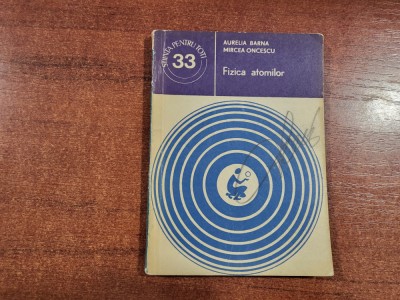 ȘTIINȚA PENTRU TOȚI
33
AURELIA BARNA
MIRCEA ONCESCU
Fizica atomilor